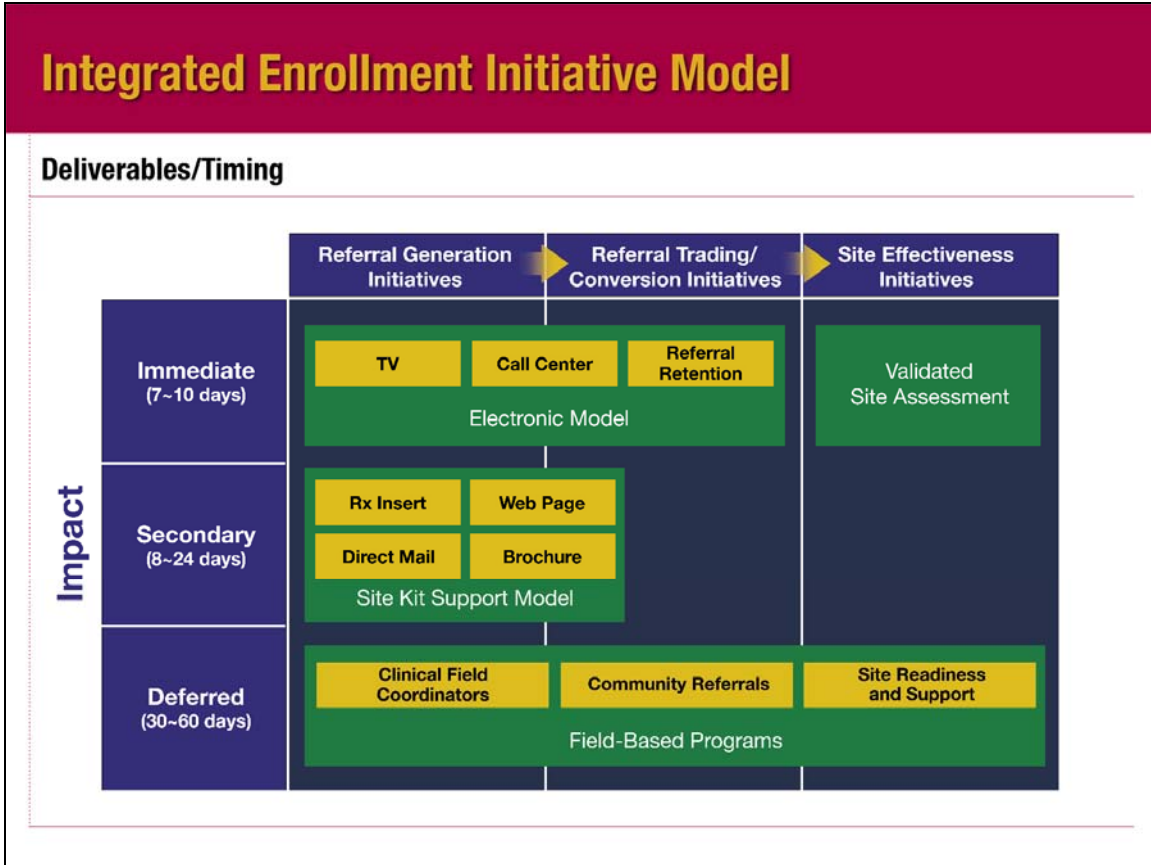 Integrated Enrollment Initiative Model
Deliverables/Timing
Referral Generation
Initiatives
Referral Trading/
Conversion Initiatives
Site Effectiveness
Initiatives
Impact
Immediate
(7~10 days)
TV
Call Center
Referral
Retention
Electronic Model
Validated
Site Assessment
Secondary
(8~24 days)
Rx Insert
Web Page
Direct Mail
Brochure
Site Kit Support Model
Deferred
(30~60 days)
Clinical Field
Coordinators
Community Referrals
Site Readiness
and Support
Field-Based Programs